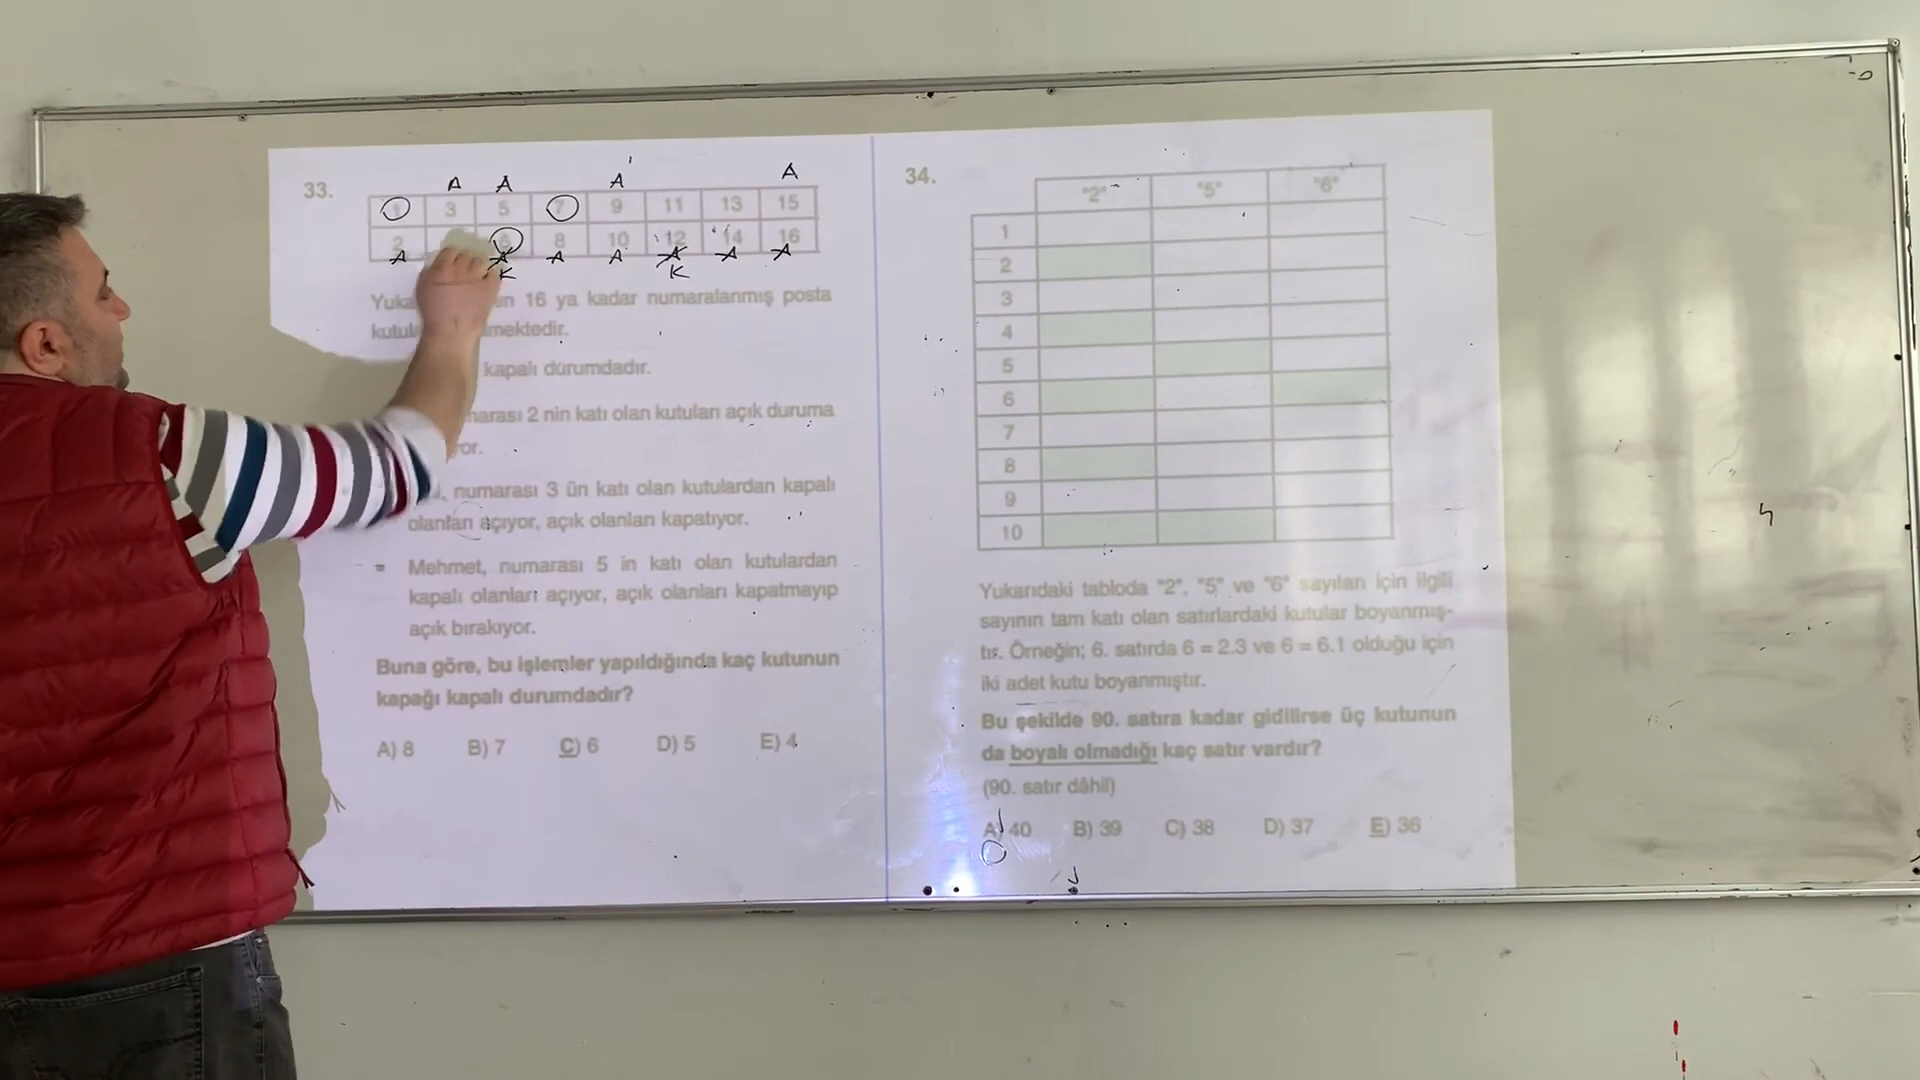 33.
A A A A
1 3 5 7 9 11 13 15
2 6 8 10 12 14 16
A A A A A A A
K K
Yuka n 16 ya kadar numaralanmış posta
kutul mektedir.
kapalı durumdadır.
marası 2 nin katı olan kutuları açık duruma
yor.
numarası 3 ün katı olan kutulardan kapalı
olanları açıyor, açık olanları kapatıyor.
Mehmet, numarası 5 in katı olan kutulardan
kapalı olanları açıyor, açık olanları kapatmayıp
açık bırakıyor.
Buna göre, bu işlemler yapıldığında kaç kutunun
kapağı kapalı durumdadır?
A) 8 B) 7 C) 6 D) 5 E) 4
34.
"2" "5" "6"
1
2
3
4
5
6
7
8
9
10
Yukarıdaki tabloda "2", "5" ve "6" sayıları için ilgili
sayının tam katı olan satırlardaki kutular boyanmış-
tır. Örneğin; 6. satırda 6 = 2.3 ve 6 = 6.1 olduğu için
iki adet kutu boyanmıştır.
Bu şekilde 90. satıra kadar gidilirse üç kutunun
da boyalı olmadığı kaç satır vardır?
(90. satır dâhil)
A) 40 B) 39 C) 38 D) 37 E) 36